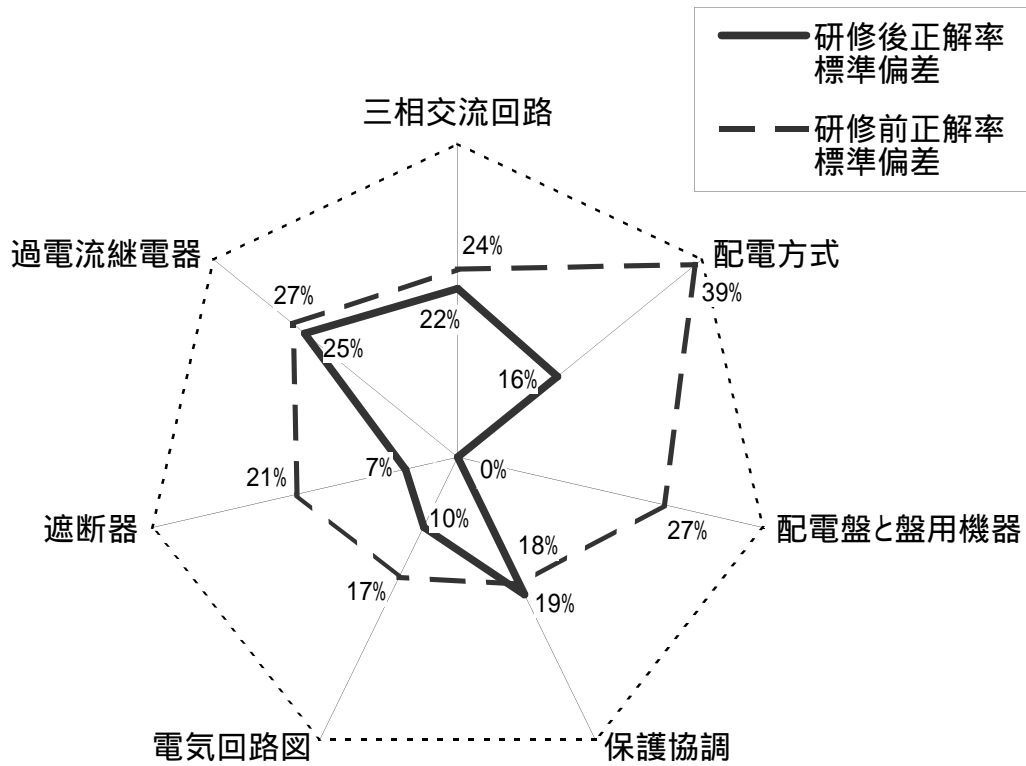 研修後正解率
標準偏差
研修前正解率
標準偏差
三相交流回路
過電流継電器
配電方式
24%
27%
39%
22%
25%
16%
7%
0%
21%
10%
遮断器
27%
配電盤と盤用機器
18%
17%
19%
電気回路図
保護協調